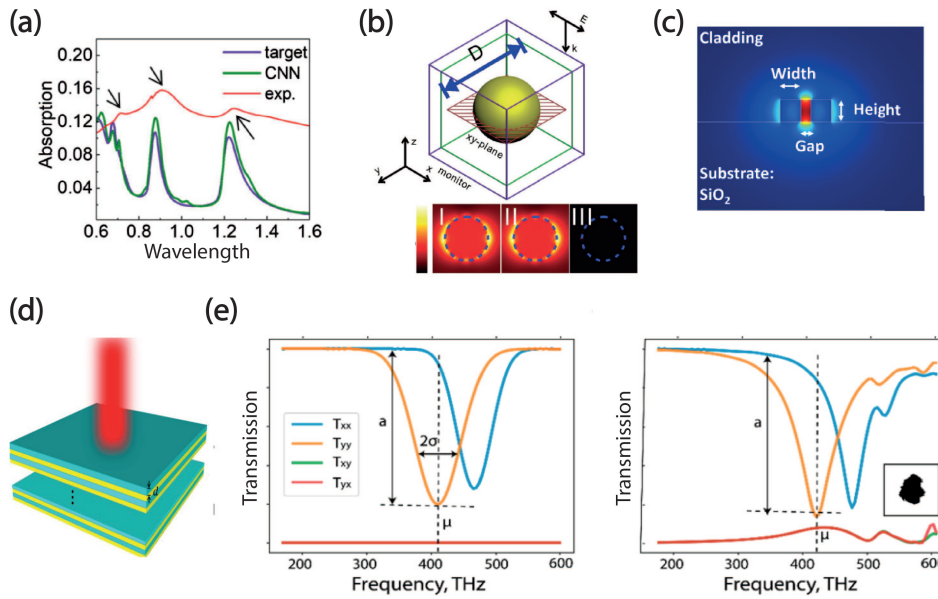 (a)
0.20
0.16
0.12
0.08
0.04
Absorption
target
CNN
exp.
0.6 0.8 1.0 1.2 1.4 1.6
Wavelength
(b)
D
E
k
xy-plane
monitor
z
y
x
I II III
(c)
Cladding
Width
Height
Gap
Substrate:
SiO2
(d)
d
(e)
Transmission
a
2σ
μ
Txx
Tyy
Txy
Tyx
200 300 400 500 600
Frequency, THz
Transmission
a
μ
200 300 400 500 600
Frequency, THz